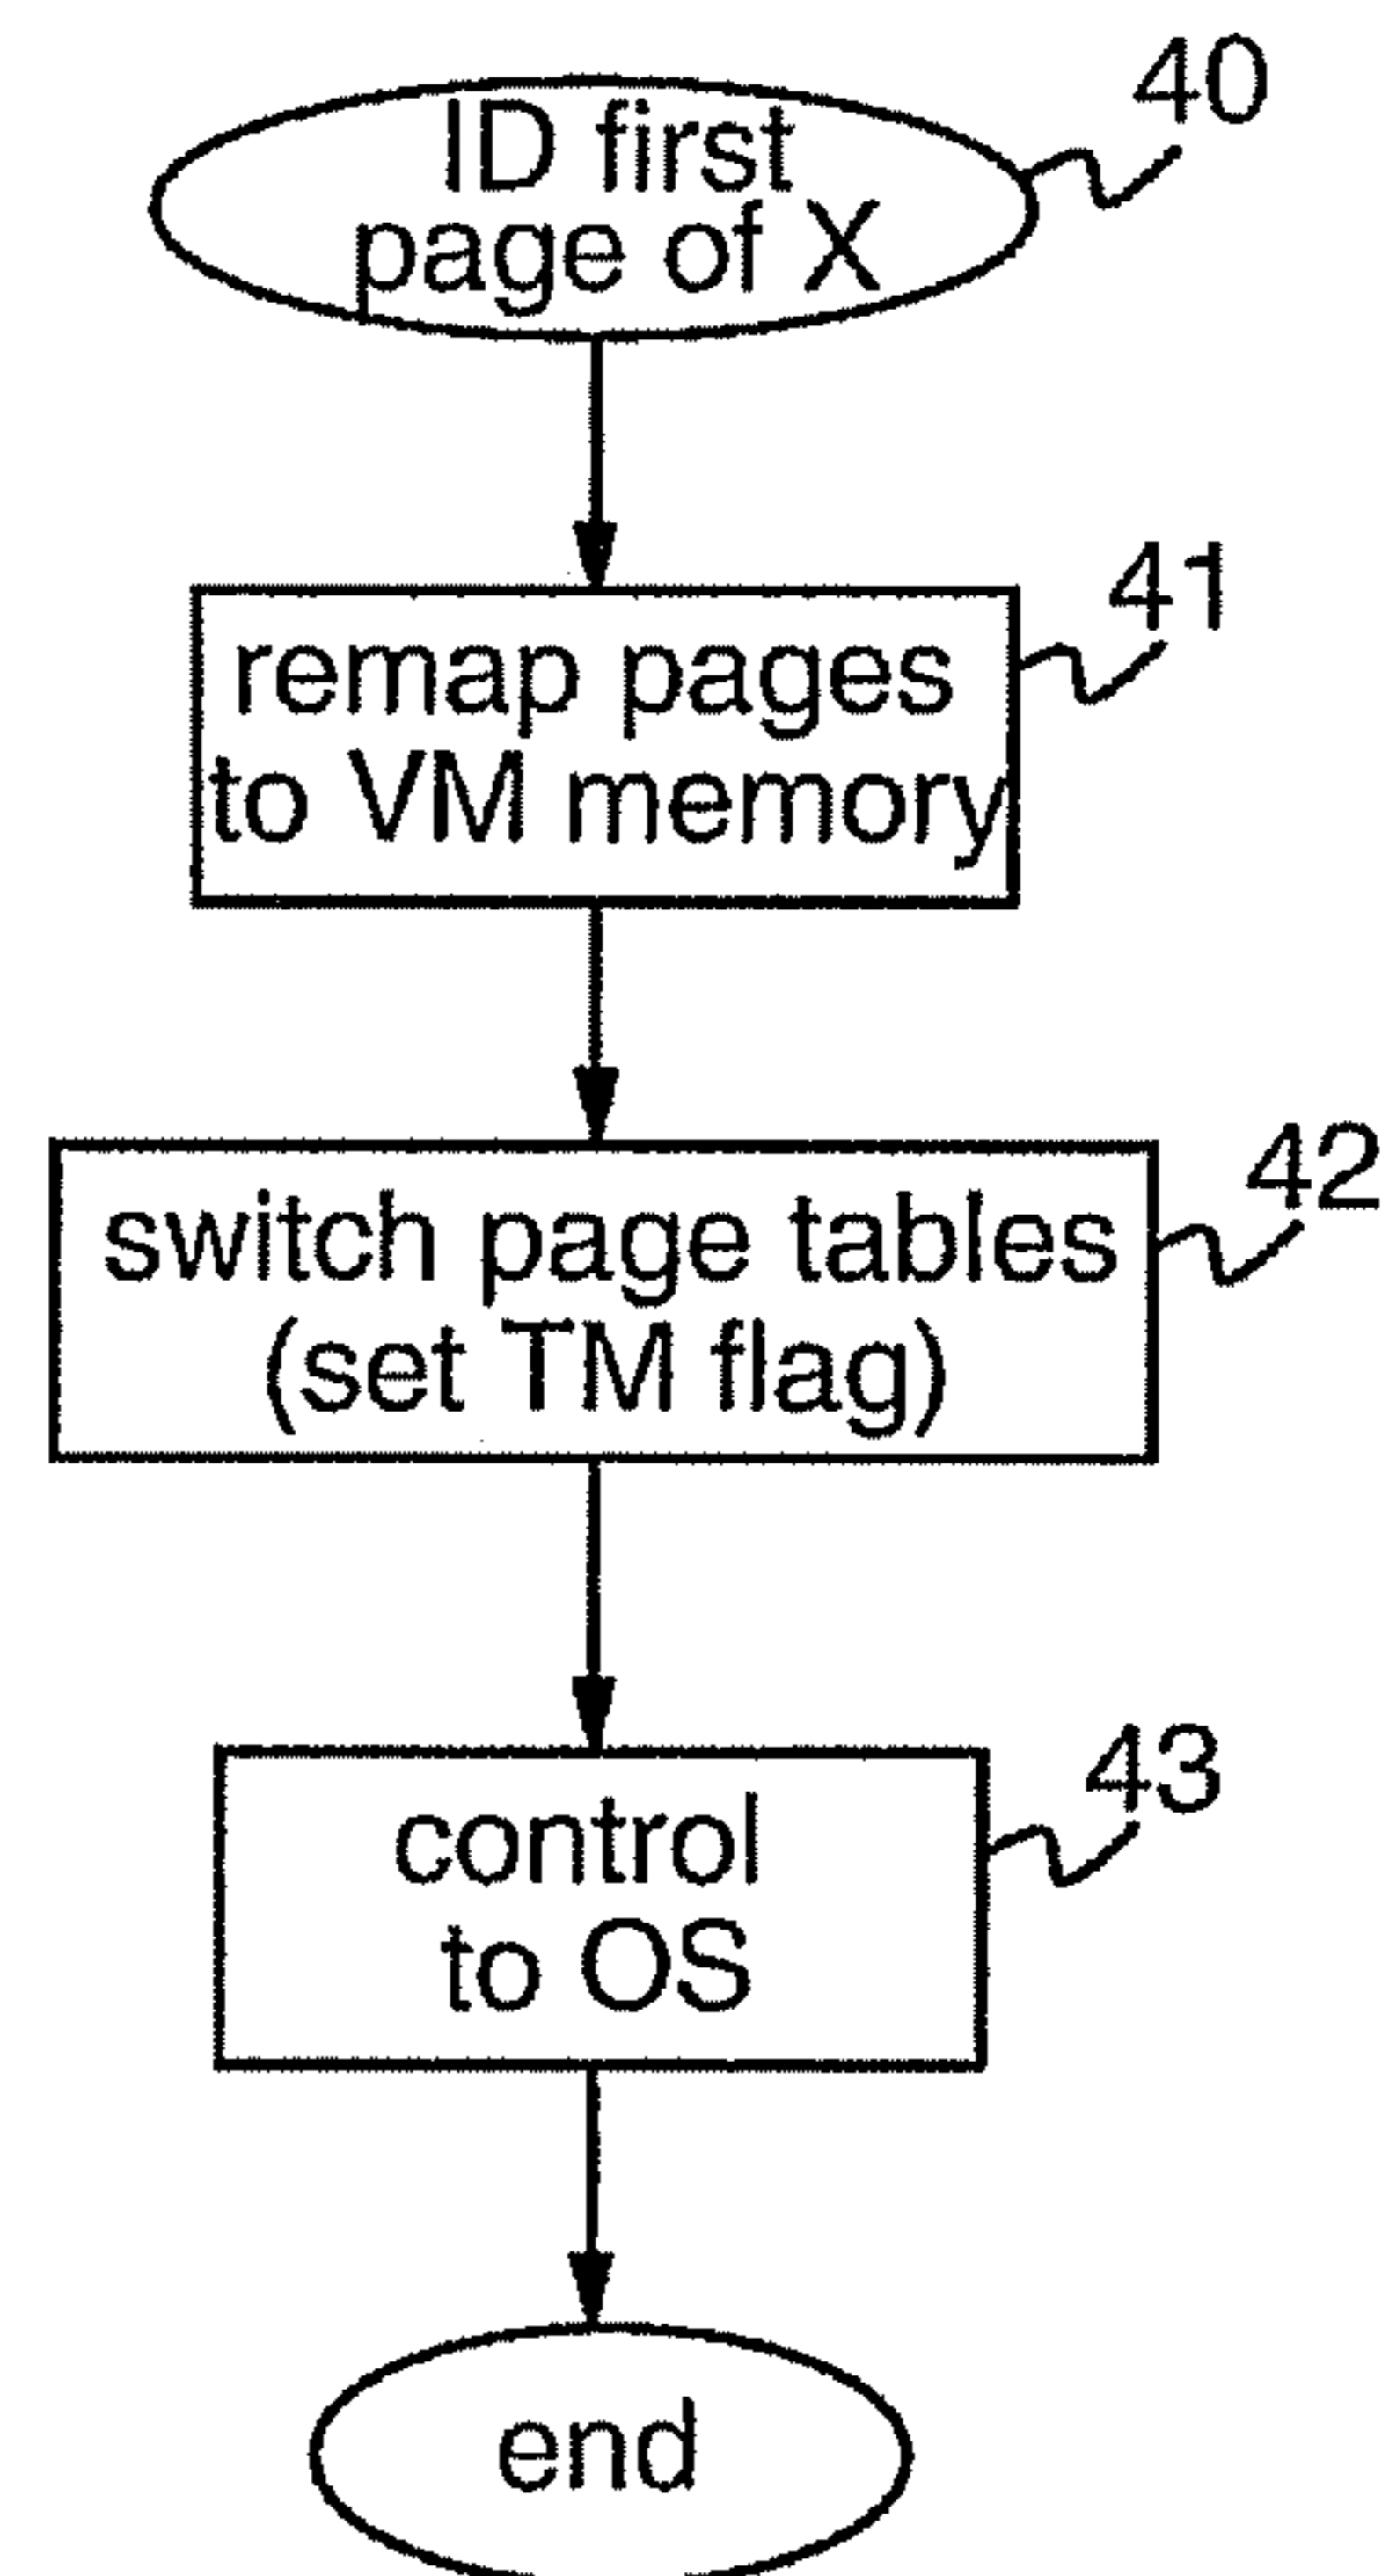 40
ID first
page of X
41
remap pages
to VM memory
42
switch page tables
(set TM flag)
43
control
to OS
end